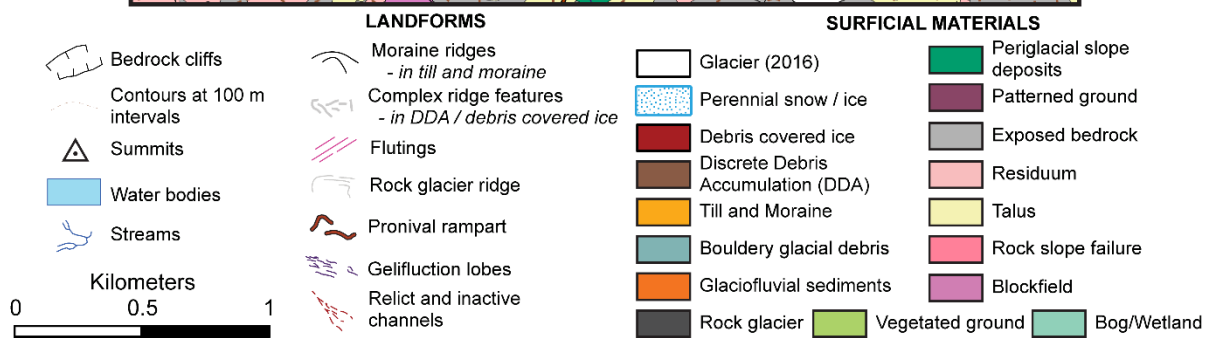 LANDFORMS
Bedrock cliffs
Contours at 100 m
intervals
Summits
Water bodies
Streams
Kilometers
0 0.5 1
Moraine ridges
- in till and moraine
Complex ridge features
- in DDA / debris covered ice
Flutings
Rock glacier ridge
Pronival rampart
Gelifluction lobes
Relict and inactive
channels
SURFICIAL MATERIALS
Glacier (2016)
Perennial snow / ice
Debris covered ice
Discrete Debris
Accumulation (DDA)
Till and Moraine
Bouldery glacial debris
Glaciofluvial sediments
Rock glacier
Periglacial slope
deposits
Patterned ground
Exposed bedrock
Residuum
Talus
Rock slope failure
Blockfield
Vegetated ground
Bog/Wetland